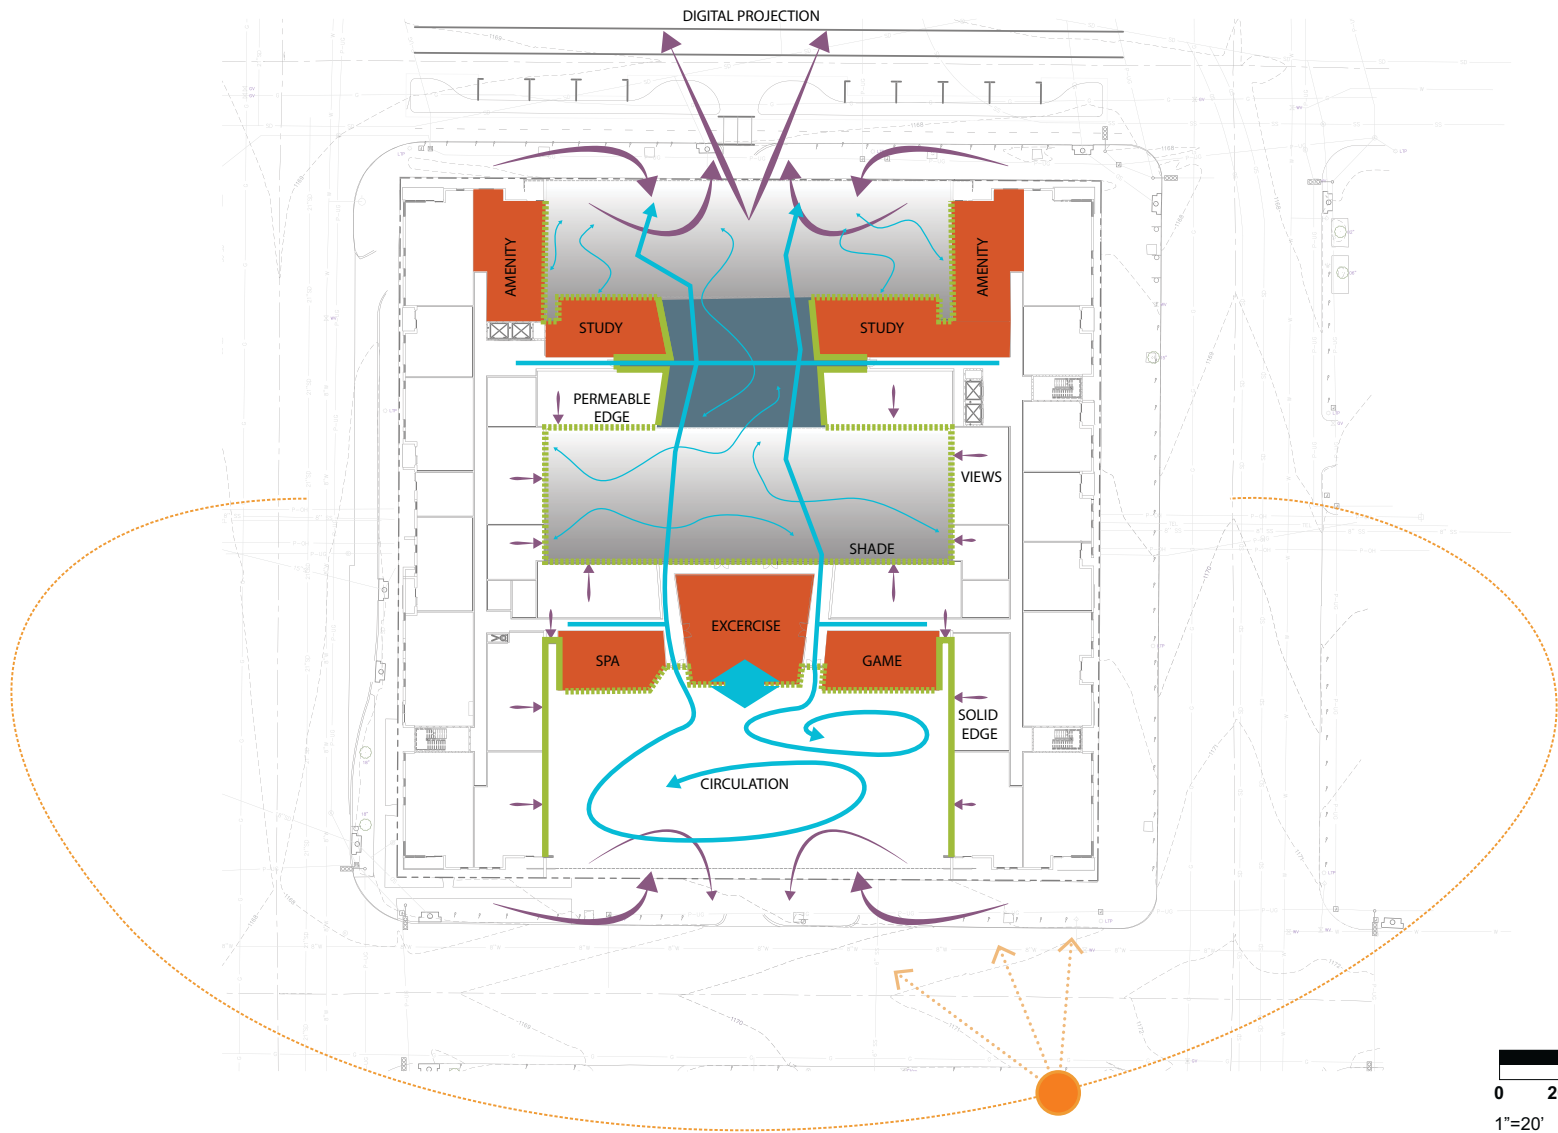 DIGITAL PROJECTION
AMENITY
AMENITY
STUDY
STUDY
PERMEABLE
EDGE
VIEWS
SHADE
EXCERCISE
SPA
GAME
SOLID
EDGE
CIRCULATION
0 2
1”=20’